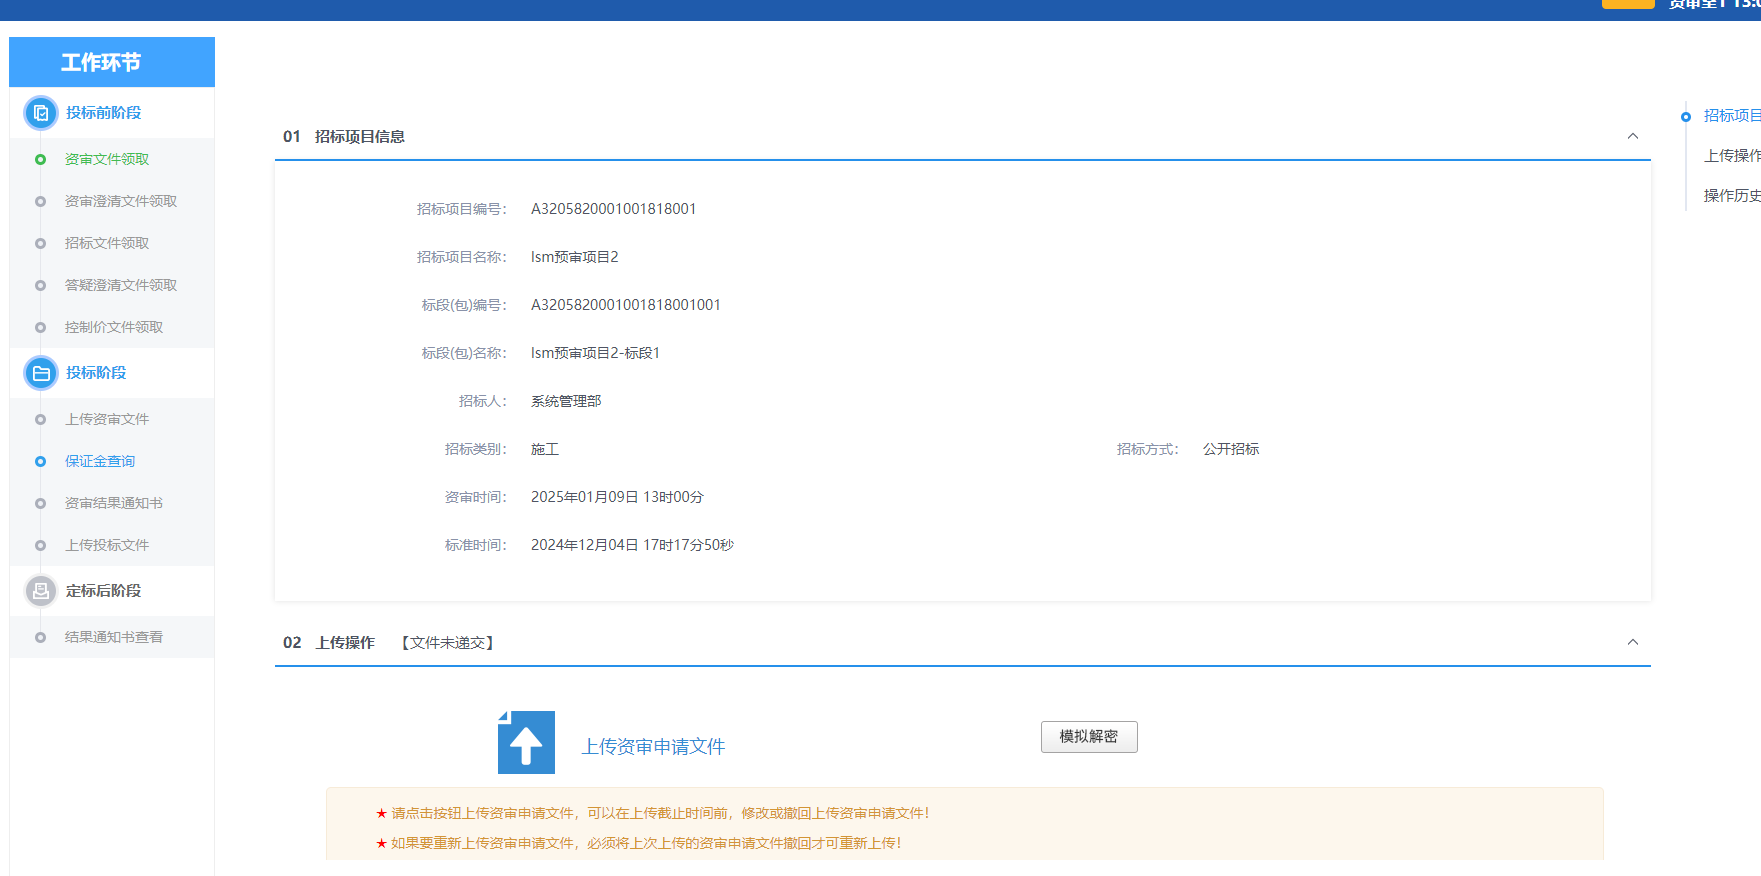 工作环节
投标前阶段
资审文件领取
资审澄清文件领取
招标文件领取
答疑澄清文件领取
控制价文件领取
投标阶段
上传资审文件
保证金查询
资审结果通知书
上传投标文件
定标后阶段
结果通知书查看
01 招标项目信息
招标项目编号： A3205820001001818001
招标项目名称： lsm预审项目2
标段(包)编号： A3205820001001818001001
标段(包)名称： lsm预审项目2-标段1
招标人： 系统管理部
招标类别： 施工 招标方式： 公开招标
资审时间： 2025年01月09日 13时00分
标准时间： 2024年12月04日 17时17分50秒
02 上传操作 【文件未递交】
上传资审申请文件
模拟解密
★ 请点击按钮上传资审申请文件，可以在上传截止时间前，修改或撤回上传资审申请文件！
★ 如果要重新上传资审申请文件，必须将上次上传的资审申请文件撤回才可重新上传！
招标项目
上传操作
操作历史